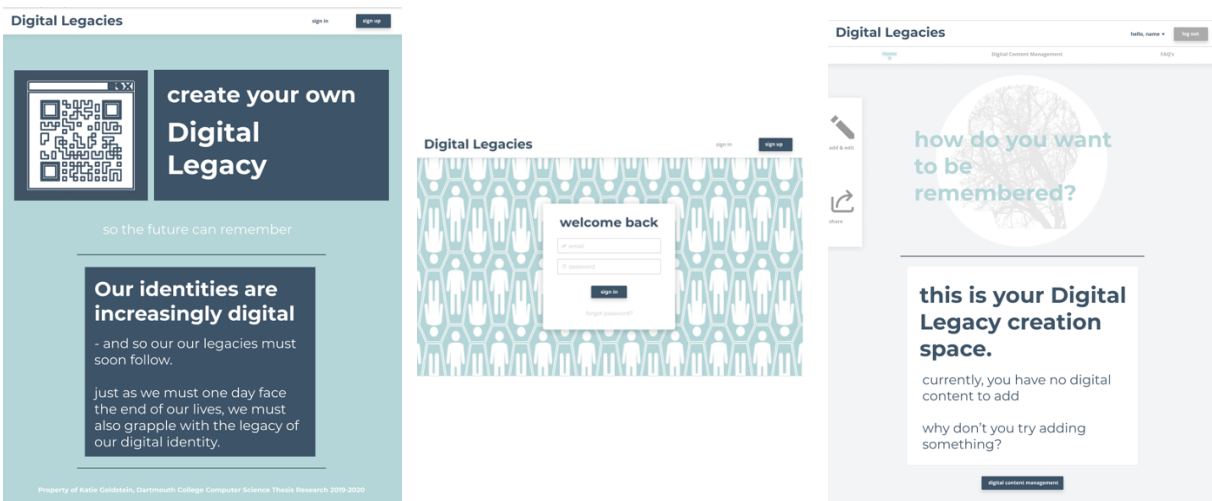 Digital Legacies
sign in
sign up
create your own
Digital
Legacy
so the future can remember
Our identities are
increasingly digital
- and so our our legacies must
soon follow.
just as we must one day face
the end of our lives, we must
also grapple with the legacy of
our digital identity.
Property of Katie Goldstein, Dartmouth College Computer Science Thesis Research 2019-2020
Digital Legacies
sign in
sign up
welcome back
email
password
sign in
forgot password?
Digital Legacies
hello, name
log out
Home
Digital Content Management
FAQ's
add & edit
share
how do you want
to be
remembered?
this is your Digital
Legacy creation
space.
currently, you have no digital
content to add
why don't you try adding
something?
digital content management